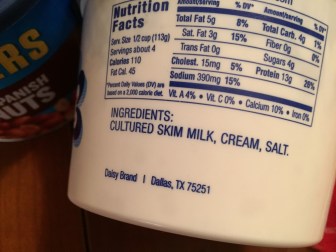 Nutrition
Facts
Serv. Size 1/2 cup (113g)
Servings about 4
Calories 110
Fat Cal. 45
*Percent Daily Values (DV) are
based on a 2,000 calorie diet.
Amount/serving % DV*
Total Fat 5g 8%
Sat. Fat 3g 15%
Trans Fat 0g
Cholest. 15mg 5%
Sodium 390mg 15%
Amount/serving % DV*
Total Carb. 4g 1%
Fiber 0g 0%
Sugars 4g
Protein 13g 26%
Vit. A 4% • Vit. C 0% • Calcium 10% • Iron 0%
INGREDIENTS:
CULTURED SKIM MILK, CREAM, SALT.
Daisy Brand | Dallas, TX 75251
ERS
PANISH
NUTS